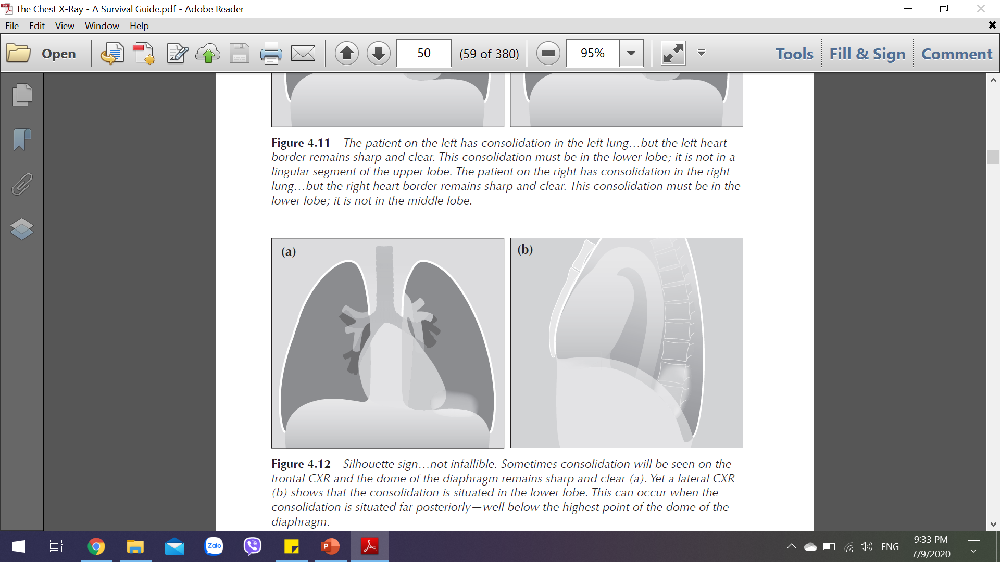 The Chest X-Ray - A Survival Guide.pdf - Adobe Reader
File Edit View Window Help
Open 50 (59 of 380) 95% Tools Fill & Sign Comment
Figure 4.11 The patient on the left has consolidation in the left lung…but the left heart
border remains sharp and clear. This consolidation must be in the lower lobe; it is not in a
lingular segment of the upper lobe. The patient on the right has consolidation in the right
lung…but the right heart border remains sharp and clear. This consolidation must be in the
lower lobe; it is not in the middle lobe.
(a)
(b)
Figure 4.12 Silhouette sign…not infallible. Sometimes consolidation will be seen on the
frontal CXR and the dome of the diaphragm remains sharp and clear (a). Yet a lateral CXR
(b) shows that the consolidation is situated in the lower lobe. This can occur when the
consolidation is situated far posteriorly—well below the highest point of the dome of the
diaphragm.
Zalo
P
ENG
9:33 PM
7/9/2020